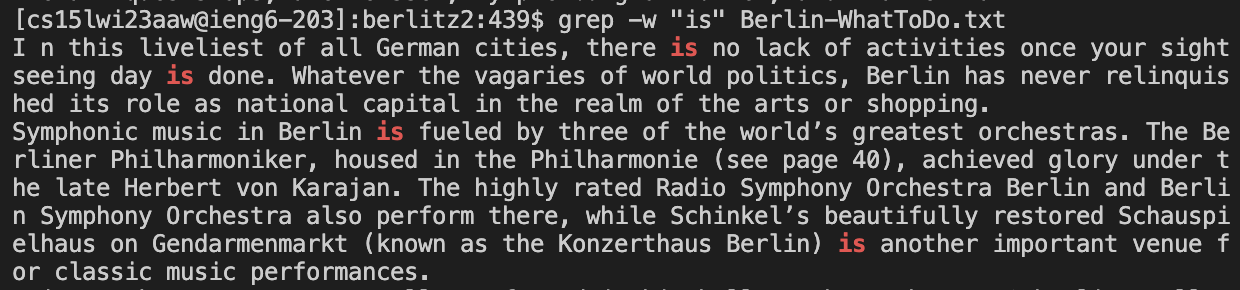 [cs15lwi23aaw@ieng6-203]:berlitz2:439$ grep -w "is" Berlin-WhatToDo.txt
I n this liveliest of all German cities, there is no lack of activities once your sight
seeing day is done. Whatever the vagaries of world politics, Berlin has never relinquis
hed its role as national capital in the realm of the arts or shopping.
Symphonic music in Berlin is fueled by three of the world’s greatest orchestras. The Be
rliner Philharmoniker, housed in the Philharmonie (see page 40), achieved glory under t
he late Herbert von Karajan. The highly rated Radio Symphony Orchestra Berlin and Berli
n Symphony Orchestra also perform there, while Schinkel’s beautifully restored Schauspi
elhaus on Gendarmenmarkt (known as the Konzerthaus Berlin) is another important venue f
or classic music performances.